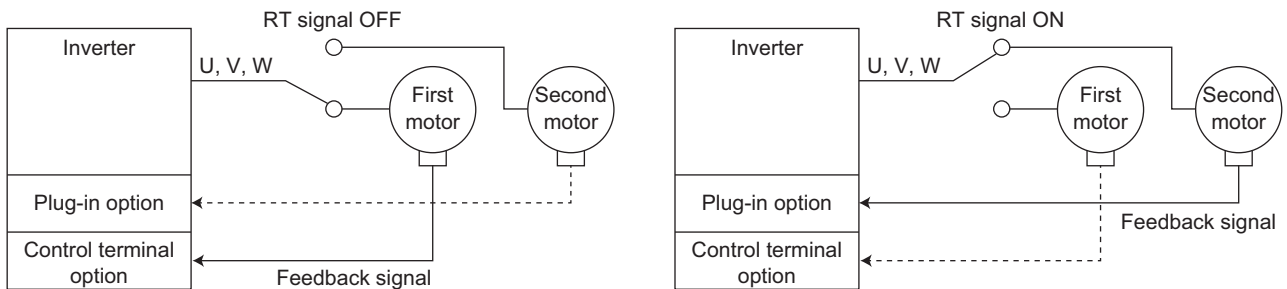 RT signal OFF
Inverter
U, V, W
First
motor
Second
motor
Plug-in option
Control terminal
option
Feedback signal
RT signal ON
Inverter
U, V, W
First
motor
Second
motor
Plug-in option
Feedback signal
Control terminal
option